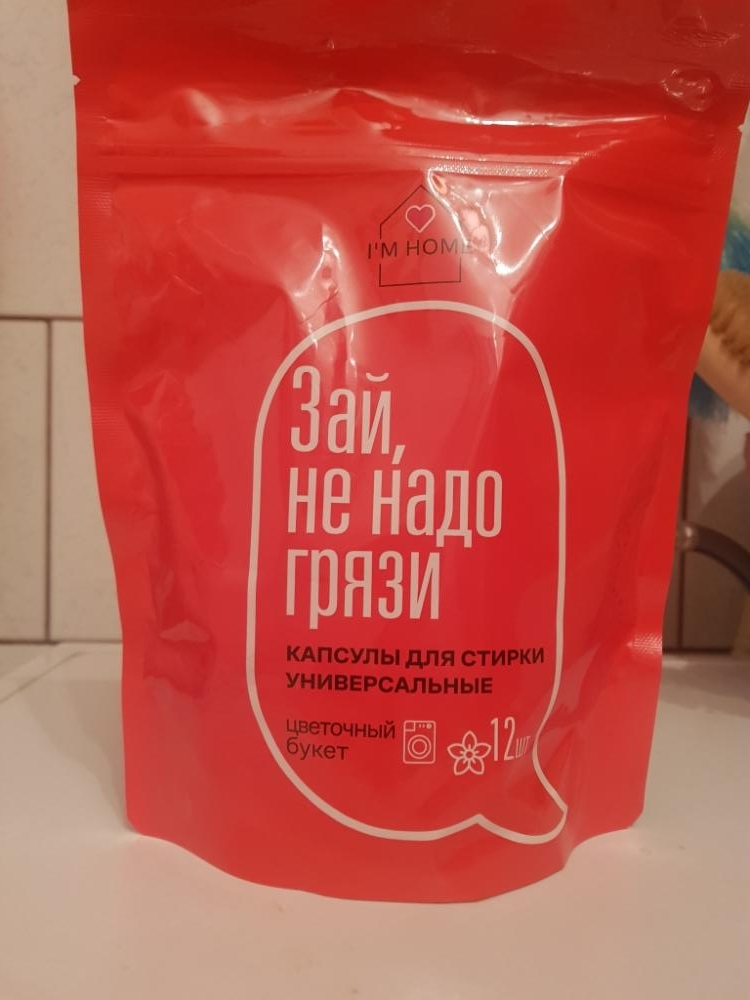 I'M HOME
Зай,
не надо
грязи
КАПСУЛЫ ДЛЯ СТИРКИ
УНИВЕРСАЛЬНЫЕ
цветочный
букет
12шт